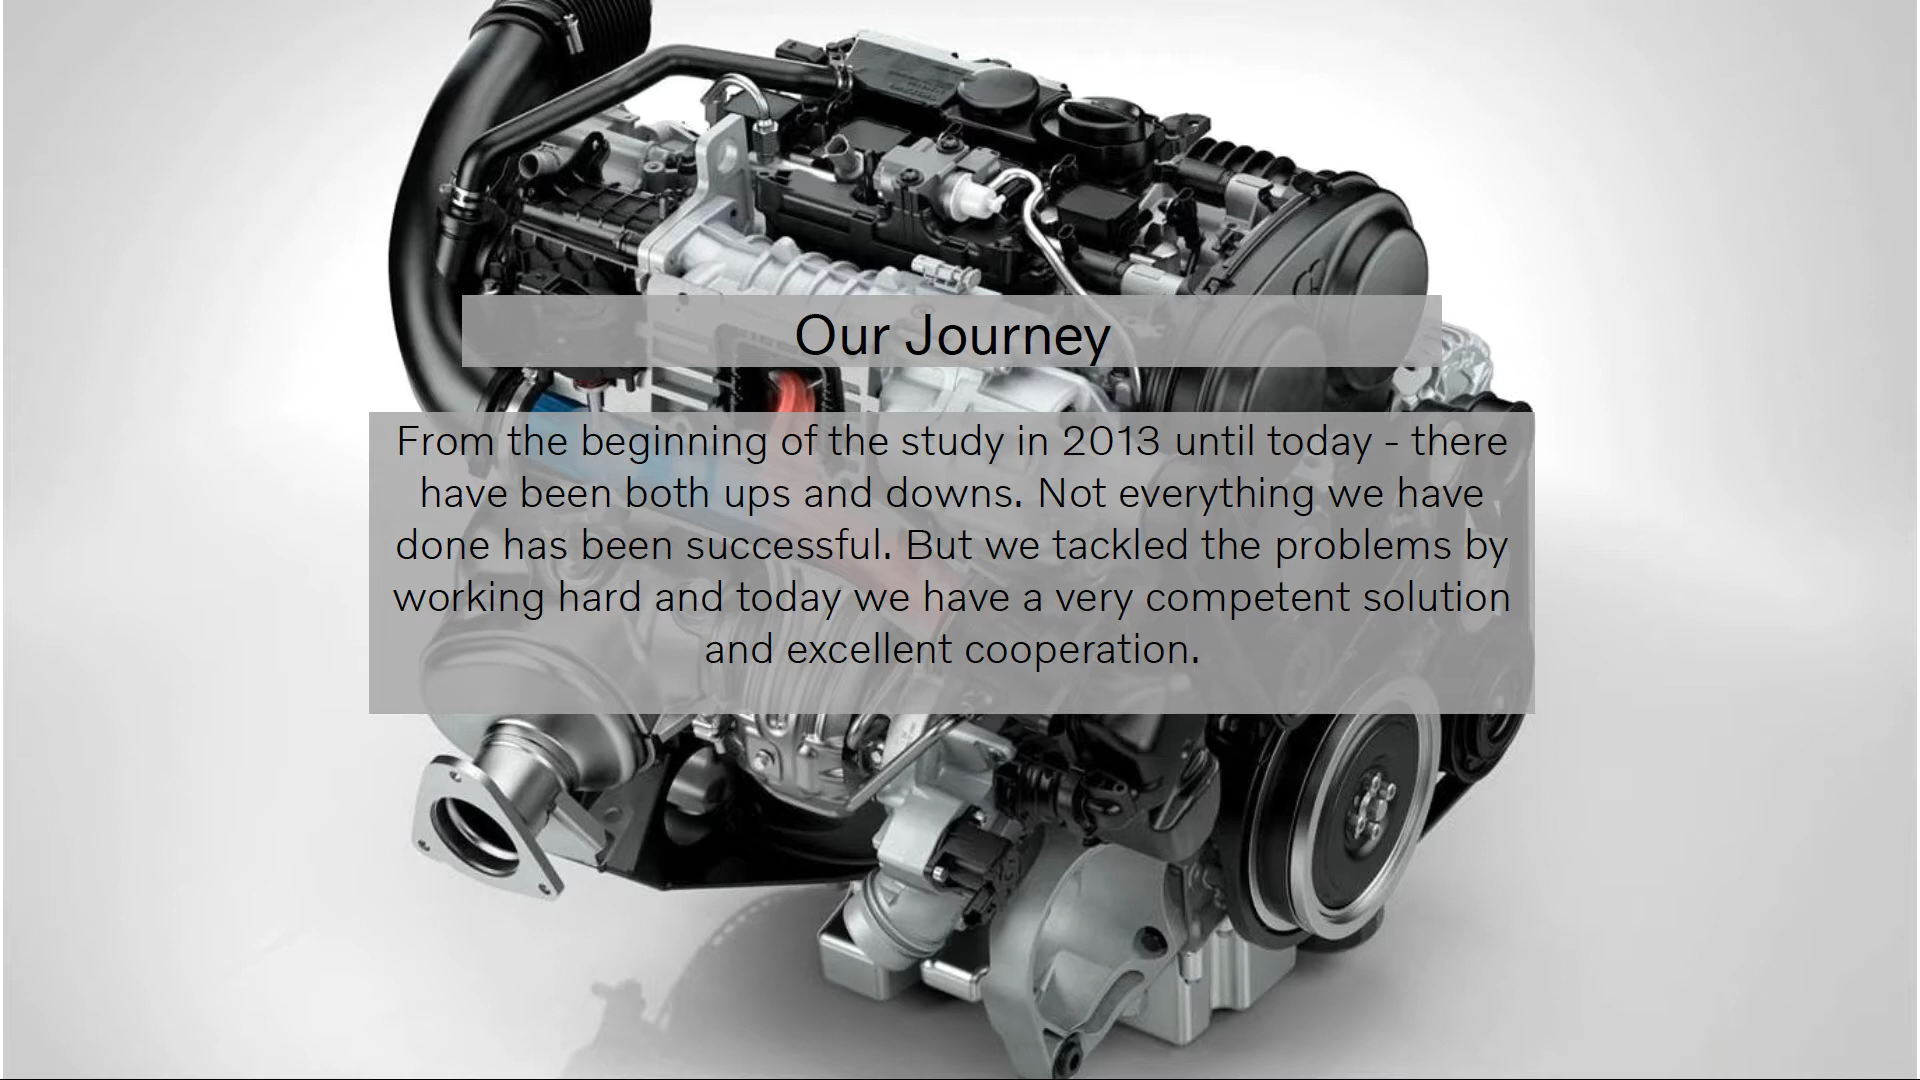 Our Journey
From the beginning of the study in 2013 until today - there
have been both ups and downs. Not everything we have
done has been successful. But we tackled the problems by
working hard and today we have a very competent solution
and excellent cooperation.